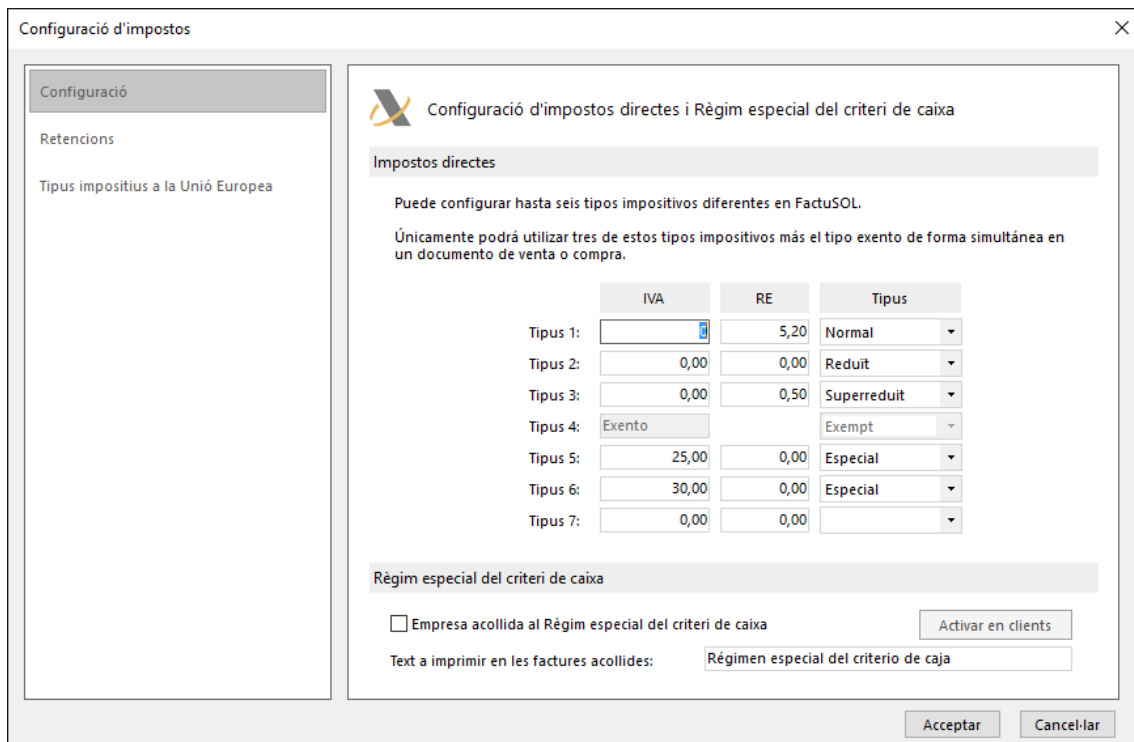 Configuració d'impostos
Configuració
Retencions
Tipus impositius a la Unió Europea
Configuració d'impostos directes i Règim especial del criteri de caixa
Impostos directes
Puede configurar hasta seis tipos impositivos diferentes en FactuSOL.
Únicamente podrá utilizar tres de estos tipos impositivos más el tipo exento de forma simultánea en
un documento de venta o compra.
IVA RE Tipus
Tipus 1: 0 5,20 Normal
Tipus 2: 0,00 0,00 Reduït
Tipus 3: 0,00 0,50 Superreduit
Tipus 4: Exento Exempt
Tipus 5: 25,00 0,00 Especial
Tipus 6: 30,00 0,00 Especial
Tipus 7: 0,00 0,00
Règim especial del criteri de caixa
Empresa acollida al Règim especial del criteri de caixa Activar en clients
Text a imprimir en les factures acollides: Régimen especial del criterio de caja
Acceptar Cancel·lar